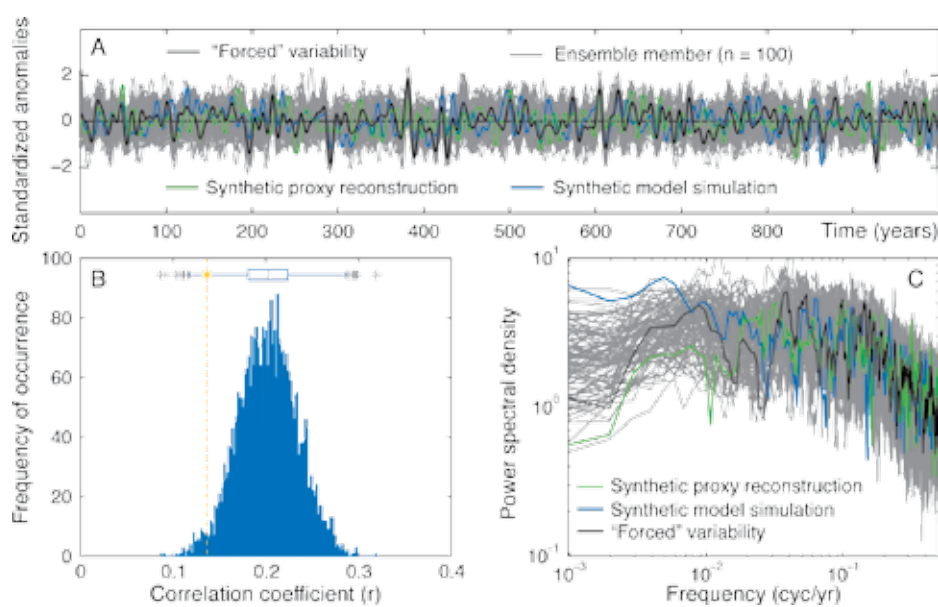 A
“Forced” variability
Ensemble member (n = 100)
Standardized anomalies
2
0
−2
Synthetic proxy reconstruction
Synthetic model simulation
0 100 200 300 400 500 600 700 800 Time (years)
B
Frequency of occurrence
100
80
60
40
20
0
0 0.1 0.2 0.3 0.4
Correlation coefficient (r)
C
Power spectral density
10¹
10⁰
10⁻¹
Synthetic proxy reconstruction
Synthetic model simulation
“Forced” variability
10⁻³ 10⁻² 10⁻¹
Frequency (cyc/yr)